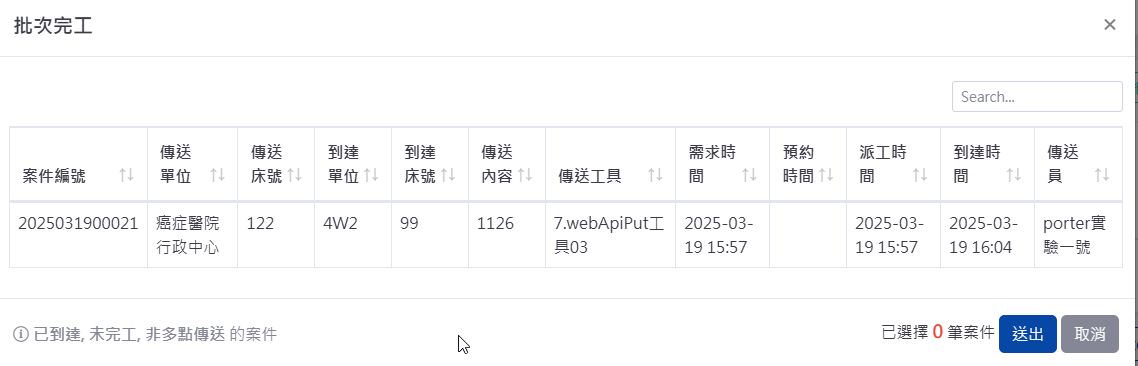 批次完工
×
Search...
案件編號
傳送單位
傳送床號
到達單位
到達床號
傳送內容
傳送工具
需求時間
預約時間
派工時間
到達時間
傳送員
2025031900021
癌症醫院行政中心
122
4W2
99
1126
7.webApiPut工具03
2025-03-19 15:57
2025-03-19 15:57
2025-03-19 16:04
porter實驗一號
已到達, 未完工, 非多點傳送 的案件
已選擇 0 筆案件
送出
取消